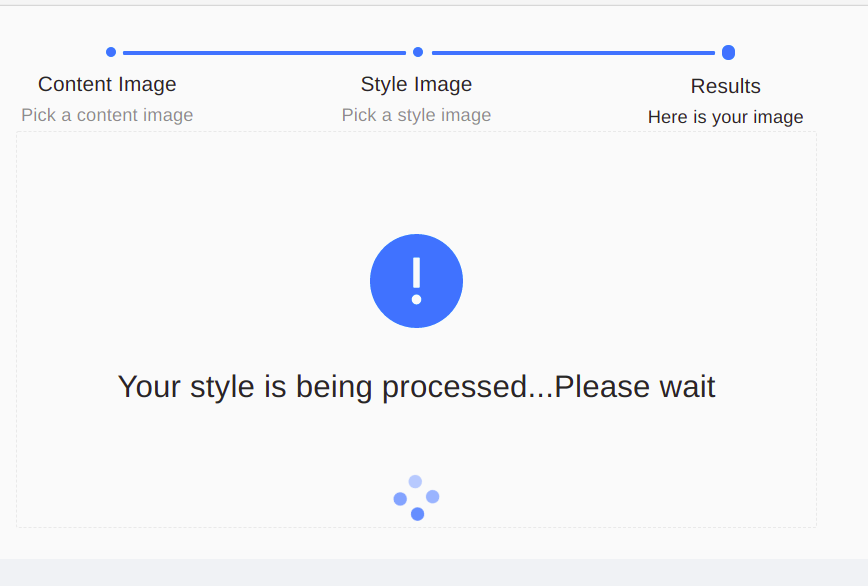 Content Image
Style Image
Results
Pick a content image
Pick a style image
Here is your image
!
Your style is being processed...Please wait